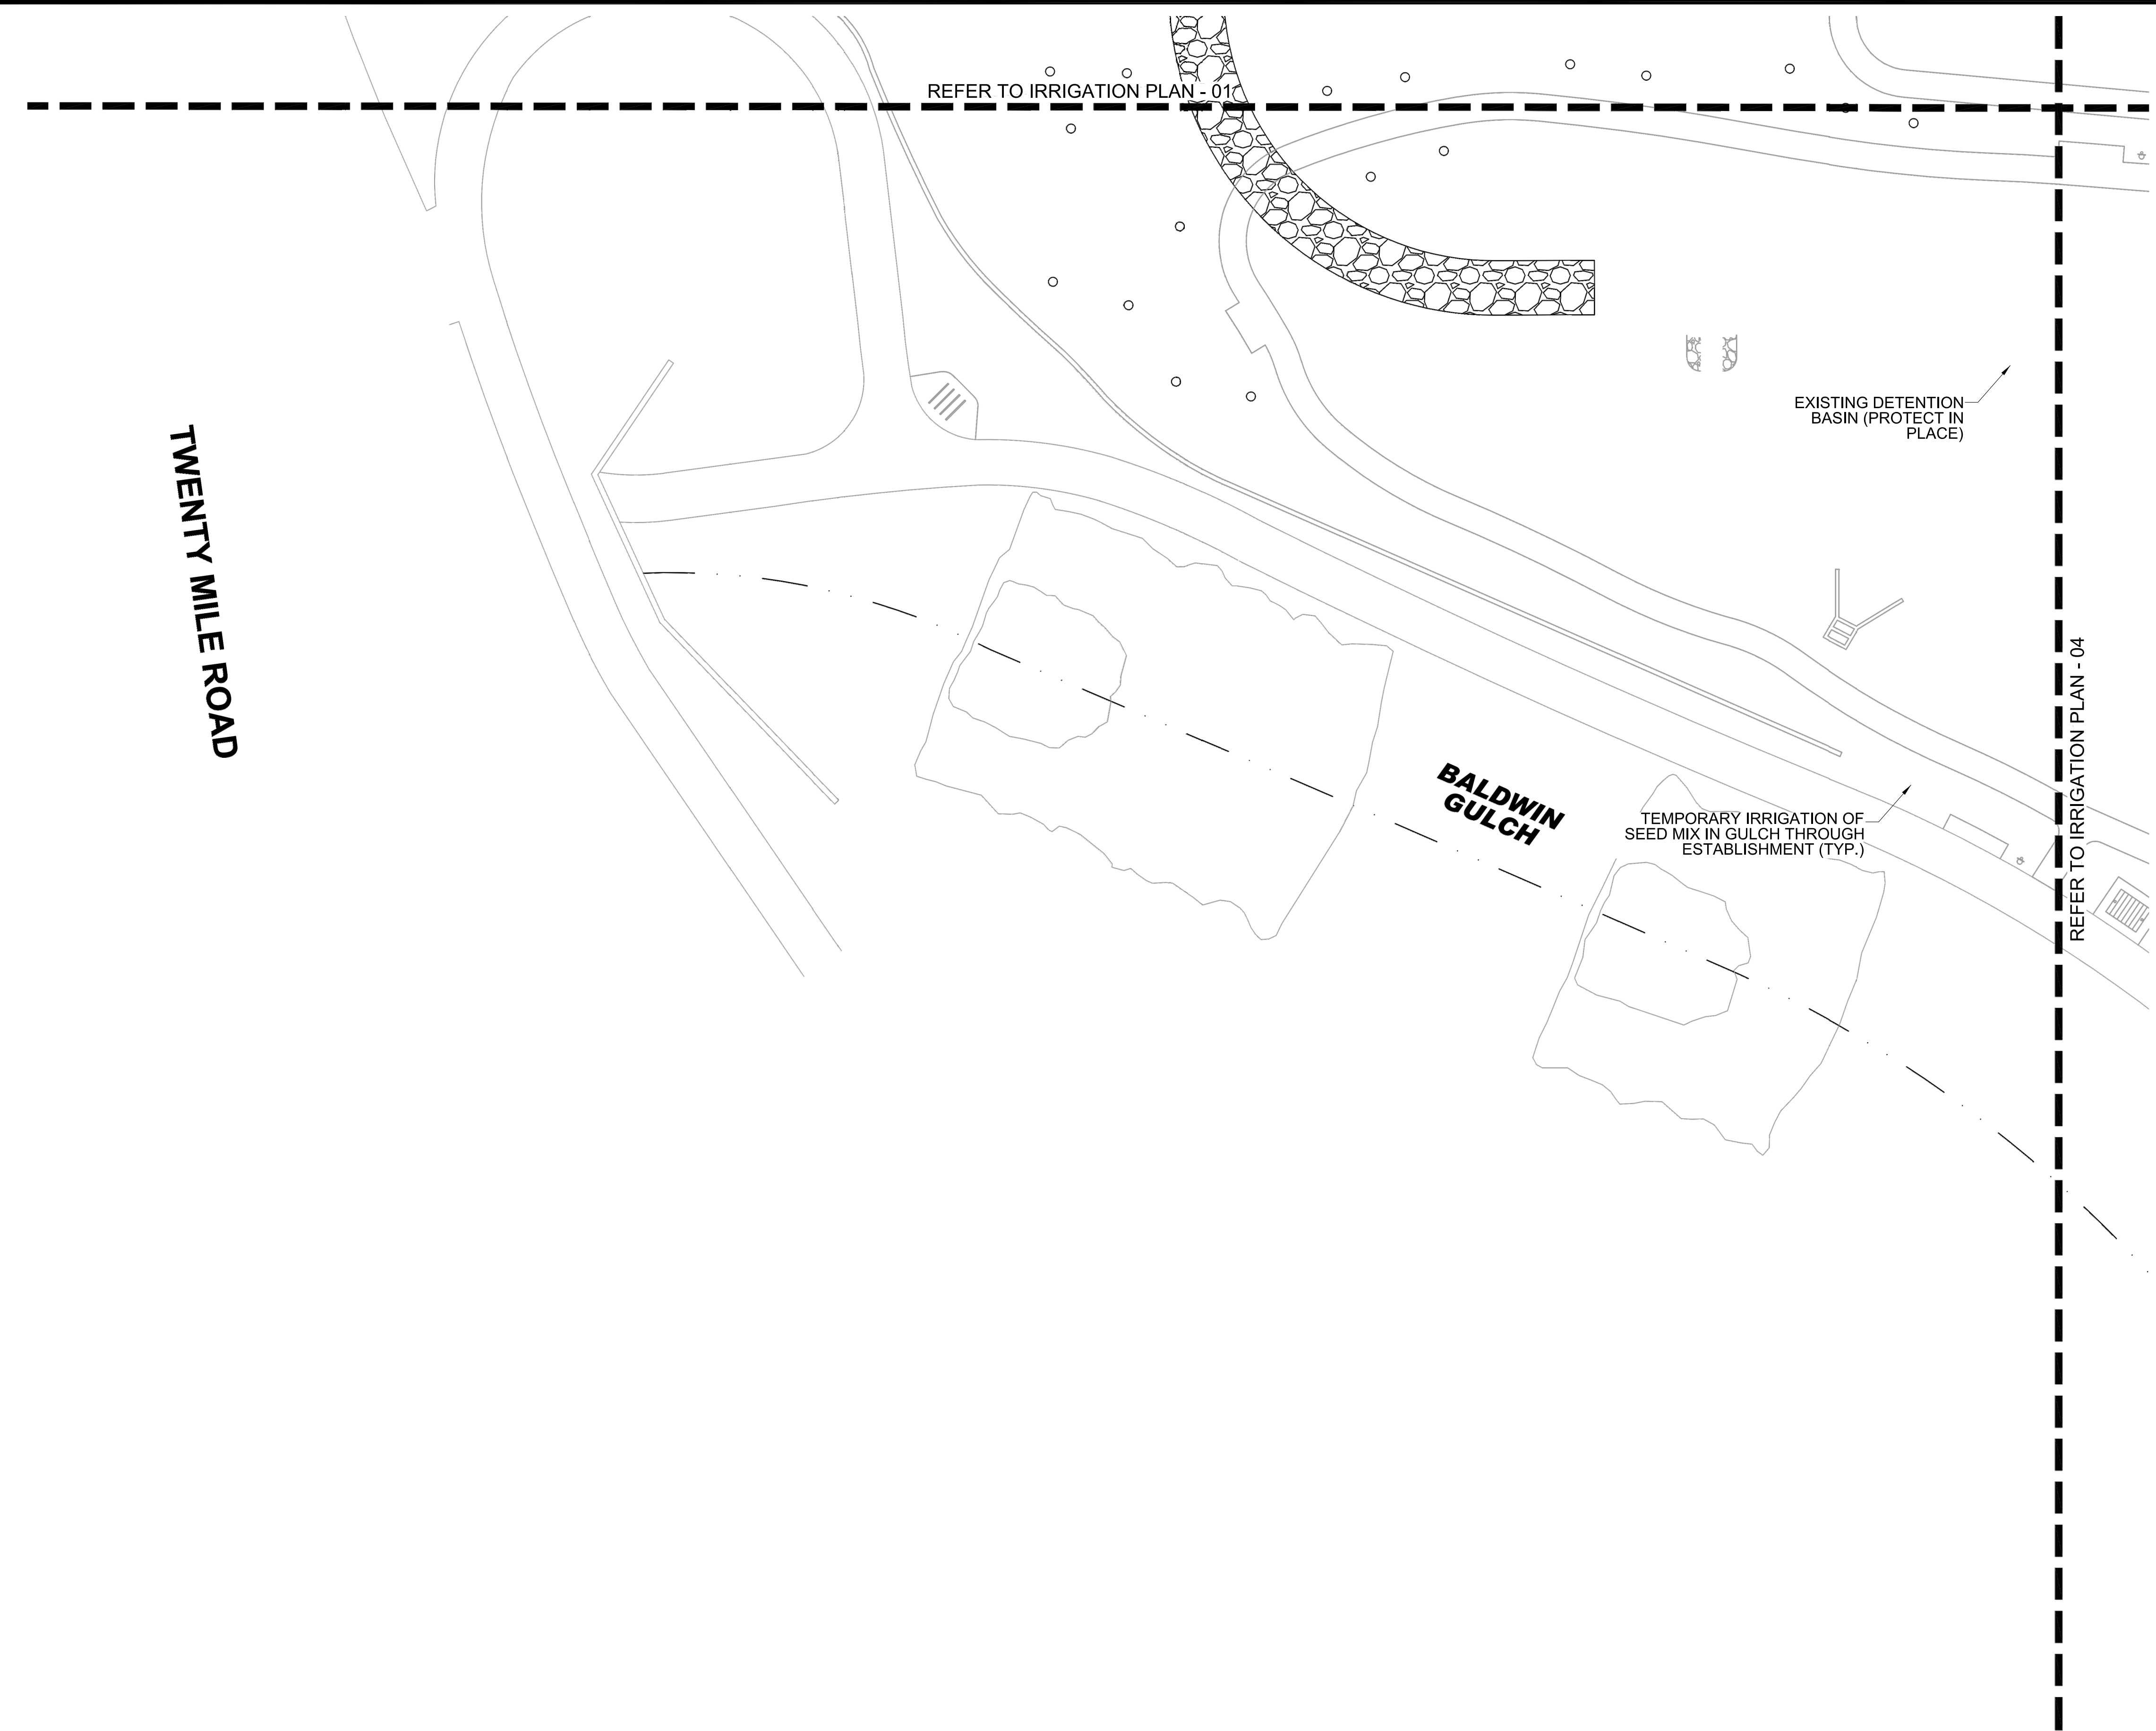 REFER TO IRRIGATION PLAN - 01
EXISTING DETENTION
BASIN (PROTECT IN
PLACE)
TWENTY MILE ROAD
REFER TO IRRIGATION PLAN - 04
BALDWIN
GULCH
TEMPORARY IRRIGATION OF
SEED MIX IN GULCH THROUGH
ESTABLISHMENT (TYP.)